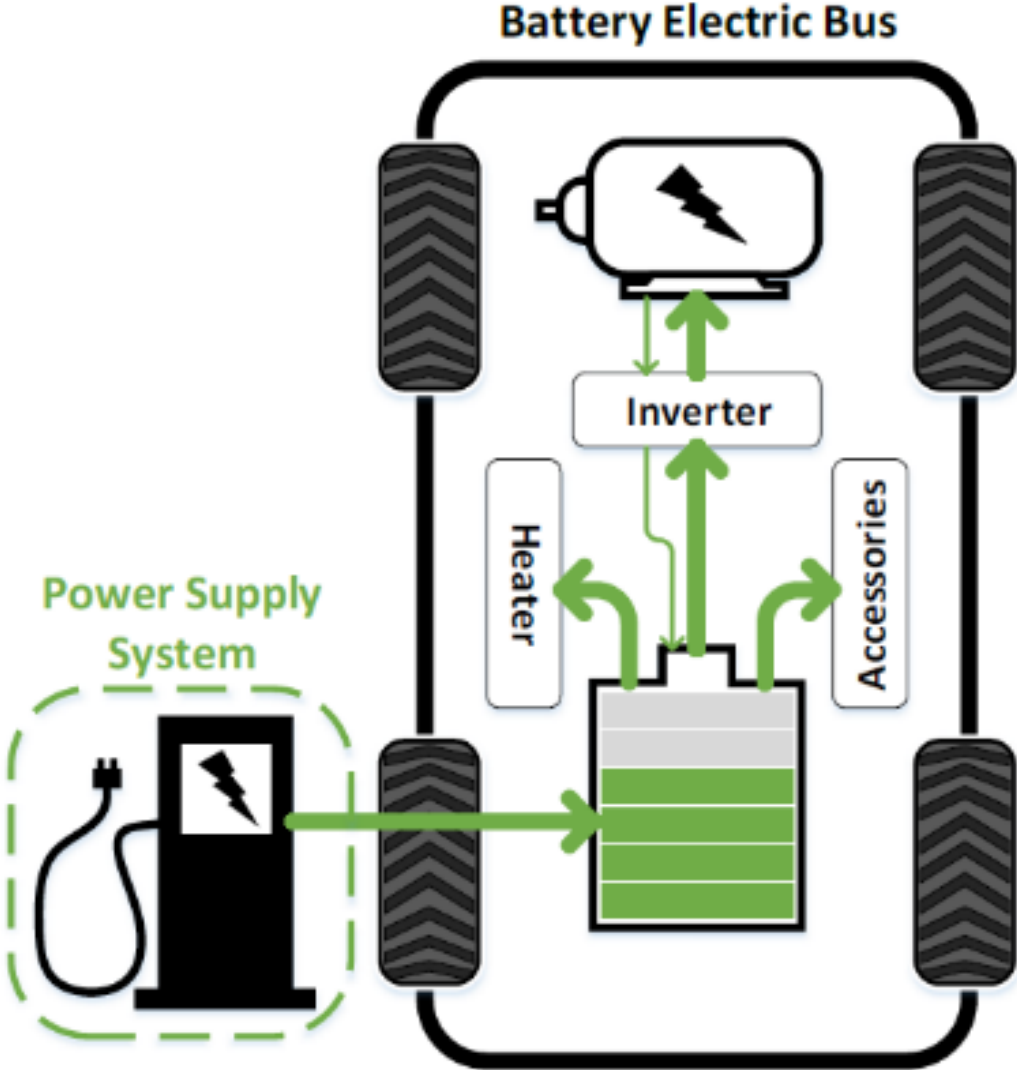 Battery Electric Bus
Inverter
Heater
Accessories
Power Supply
System